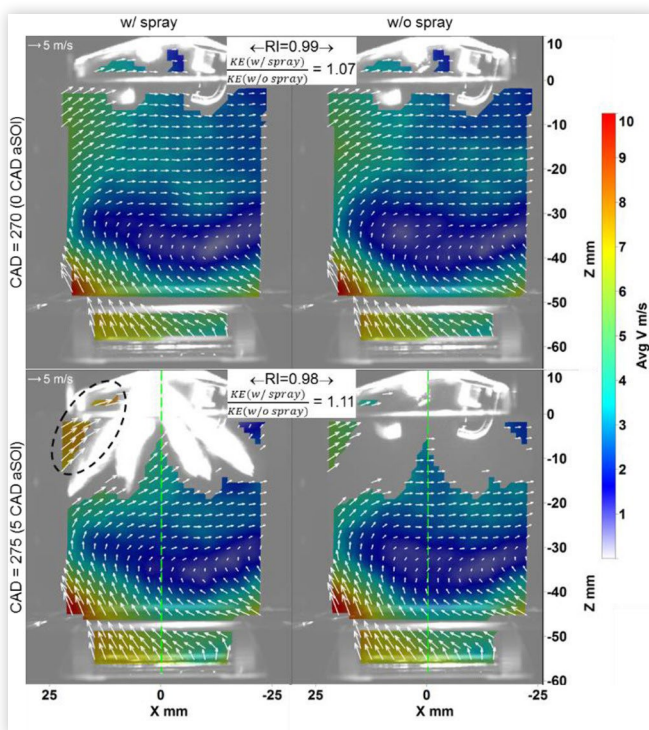 w/ spray
w/o spray
→5 m/s
←RI=0.99→
KE(w/ spray)
KE(w/o spray)
= 1.07
CAD = 270 (0 CAD aSOI)
10
0
-10
-20
-30
-40
-50
-60
Z mm
→5 m/s
←RI=0.98→
KE(w/ spray)
KE(w/o spray)
= 1.11
CAD = 275 (5 CAD aSOI)
10
0
-10
-20
-30
-40
-50
-60
Z mm
25
0
-25
X mm
25
0
-25
X mm
10
9
8
7
6
5
4
3
2
1
Avg V m/s